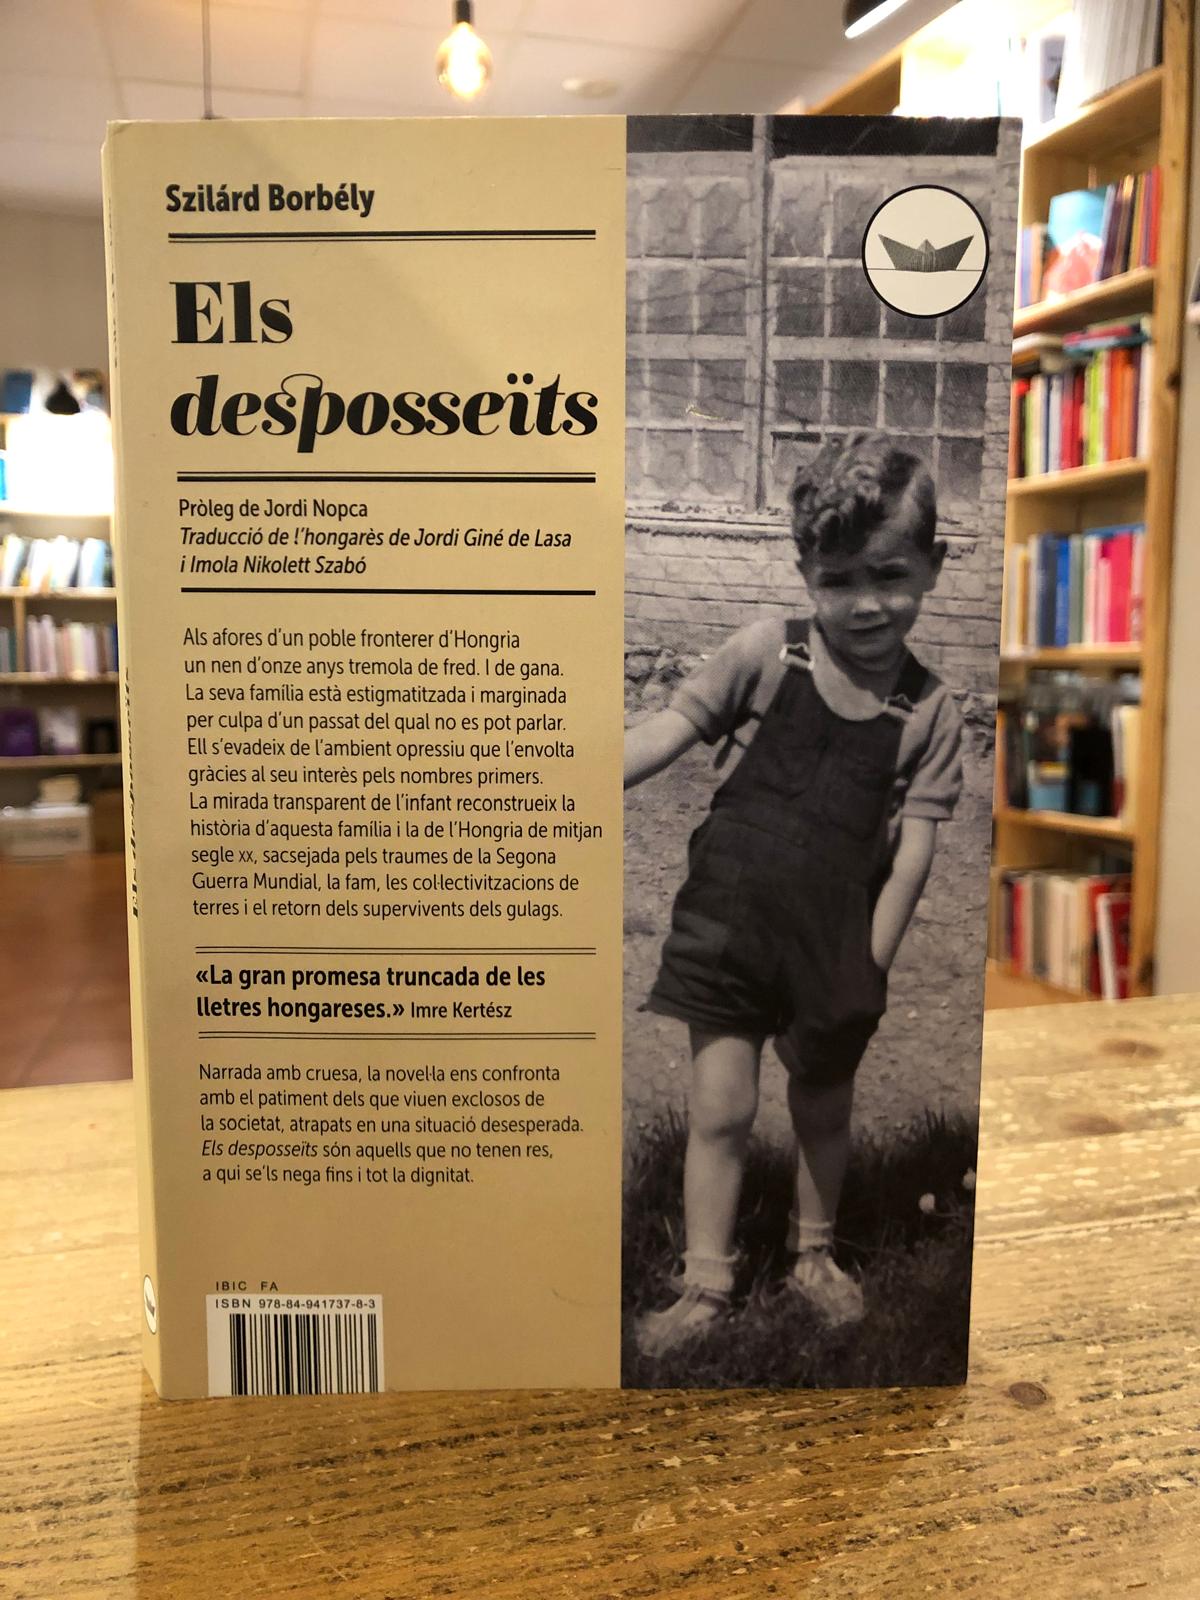 Szilárd Borbély
Els
desposseïts
Pròleg de Jordi Nopca
Traducció de l'hongarès de Jordi Giné de Lasa
i Imola Nikolett Szabó
Als afores d'un poble fronterer d'Hongria
un nen d'onze anys tremola de fred. I de gana.
La seva família està estigmatitzada i marginada
per culpa d'un passat del qual no es pot parlar.
Ell s'evadeix de l'ambient opressiu que l'envolta
gràcies al seu interès pels nombres primers.
La mirada transparent de l'infant reconstrueix la
història d'aquesta família i la de l'Hongria de mitjan
segle xx, sacsejada pels traumes de la Segona
Guerra Mundial, la fam, les col·lectivitzacions de
terres i el retorn dels supervivents dels gulags.
«La gran promesa truncada de les
lletres hongareses.» Imre Kertész
Narrada amb cruesa, la novel·la ens confronta
amb el patiment dels que viuen exclosos de
la societat, atrapats en una situació desesperada.
Els desposseïts són aquells que no tenen res,
a qui se'ls nega fins i tot la dignitat.
IBIC FA
ISBN 978-84-941737-8-3